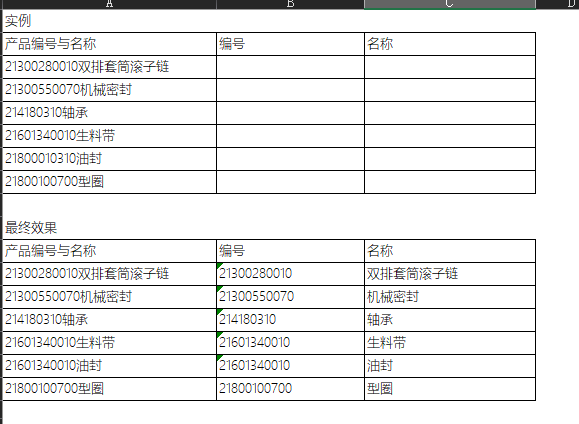 A B C D
实例
产品编号与名称 编号 名称
21300280010双排套筒滚子链
21300550070机械密封
214180310轴承
21601340010生料带
21800010310油封
21800100700型圈
最终效果
产品编号与名称 编号 名称
21300280010双排套筒滚子链 21300280010 双排套筒滚子链
21300550070机械密封 21300550070 机械密封
214180310轴承 214180310 轴承
21601340010生料带 21601340010 生料带
21601340010油封 21601340010 油封
21800100700型圈 21800100700 型圈